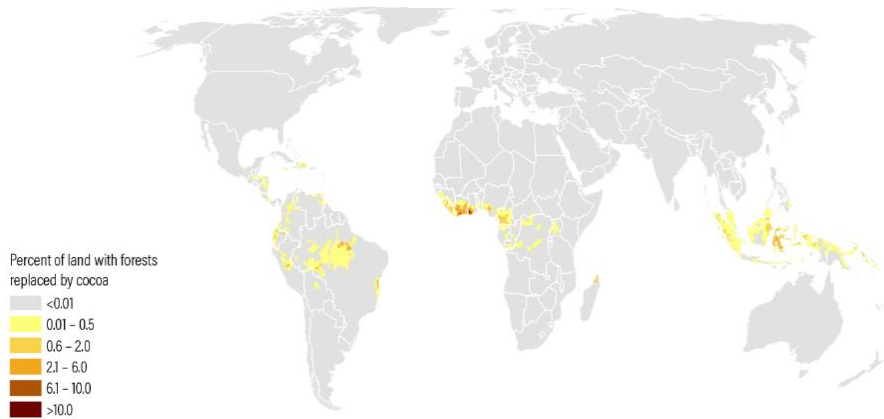 Percent of land with forests
replaced by cocoa
<0.01
0.01 – 0.5
0.6 – 2.0
2.1 – 6.0
6.1 – 10.0
>10.0